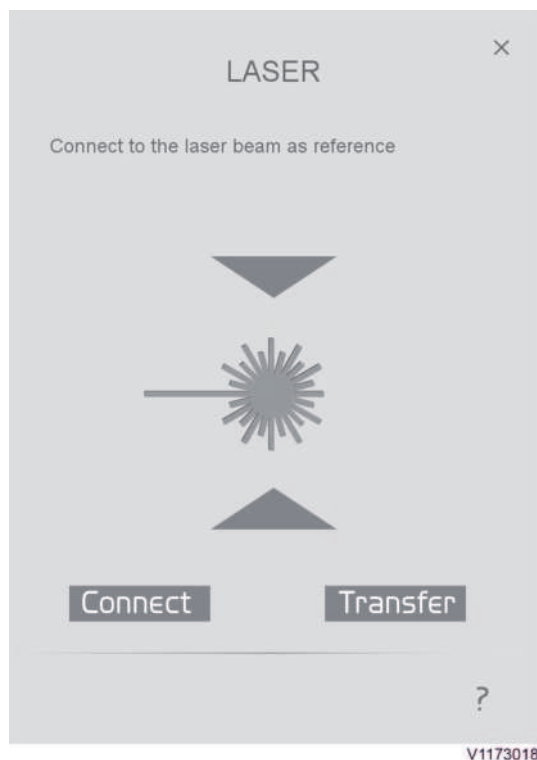 ×
LASER
Connect to the laser beam as reference
Connect Transfer
?
V1173018